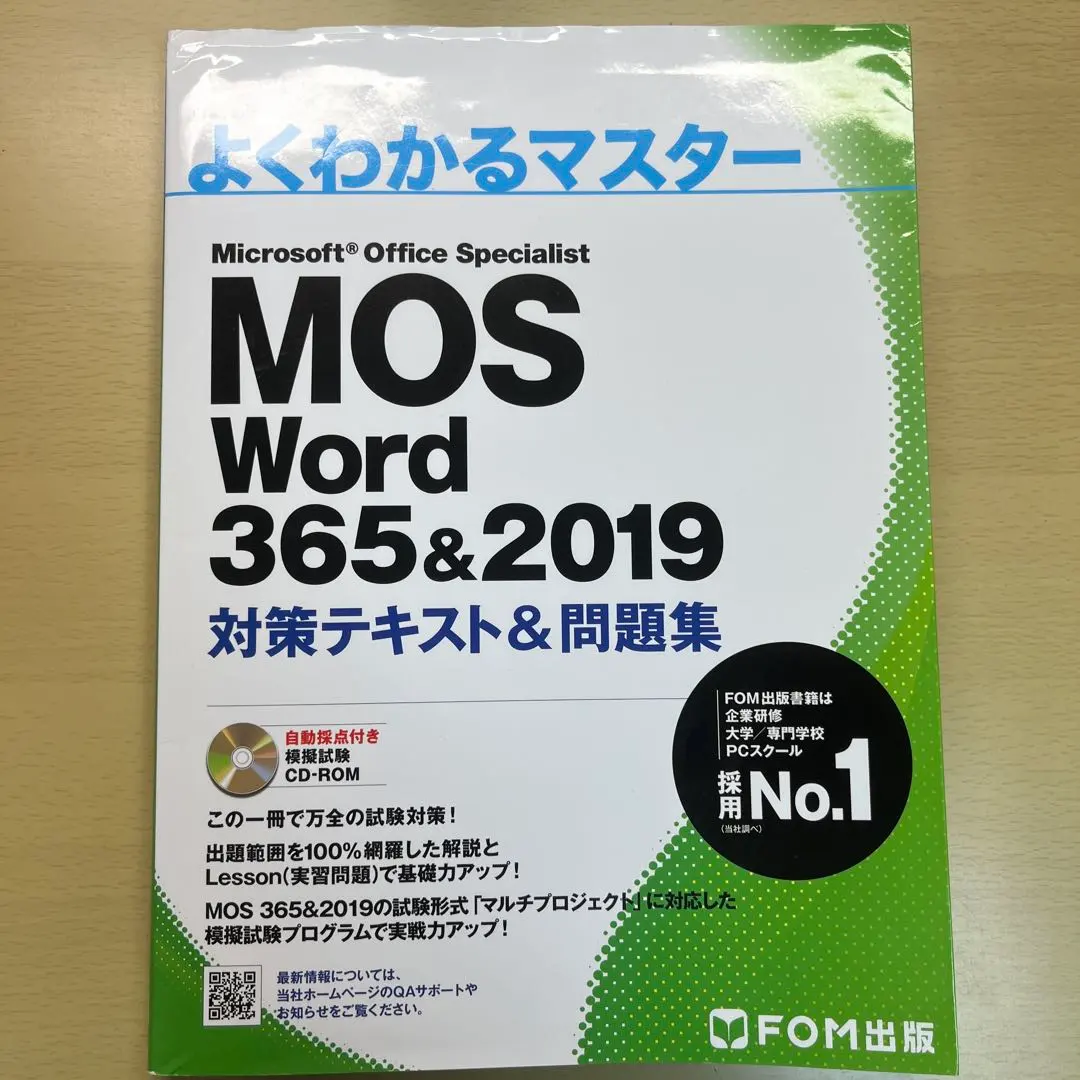 よくわかるマスター
Microsoft® Office Specialist
MOS
Word
365&2019
対策テキスト&問題集
FOM出版書籍は
企業研修
大学/専門学校
PCスクール
採用 No.1
(当社調べ)
自動採点付き
模擬試験
CD-ROM
この一冊で万全の試験対策!
出題範囲を100%網羅した解説と
Lesson(実習問題)で基礎力アップ!
MOS 365&2019の試験形式「マルチプロジェクト」に対応した
模擬試験プログラムで実戦力アップ!
最新情報については、
当社ホームページのQAサポートや
お知らせをご覧ください。
FOM出版